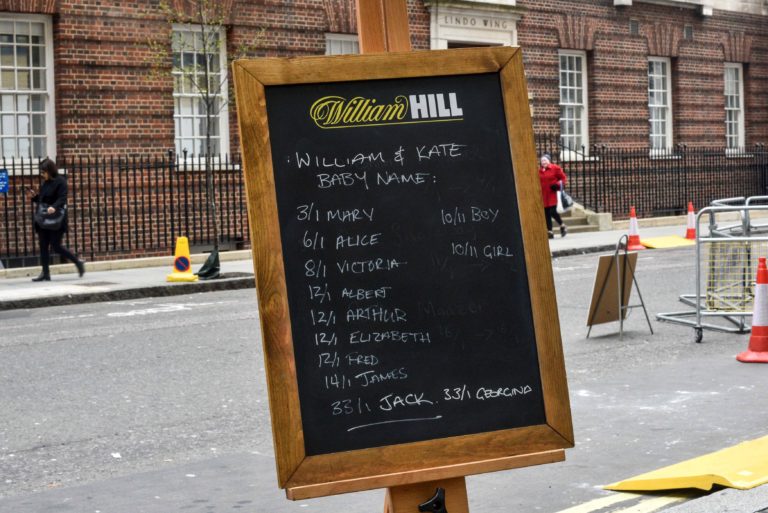 LINDO WING
William HILL
WILLIAM & KATE
BABY NAME:
3/1 MARY
6/1 ALICE
8/1 VICTORIA
12/1 ALBERT
12/1 ARTHUR
12/1 ELIZABETH
12/1 FRED
14/1 JAMES
33/1 JACK. 33/1 GEORGINA
10/11 BOY
10/11 GIRL